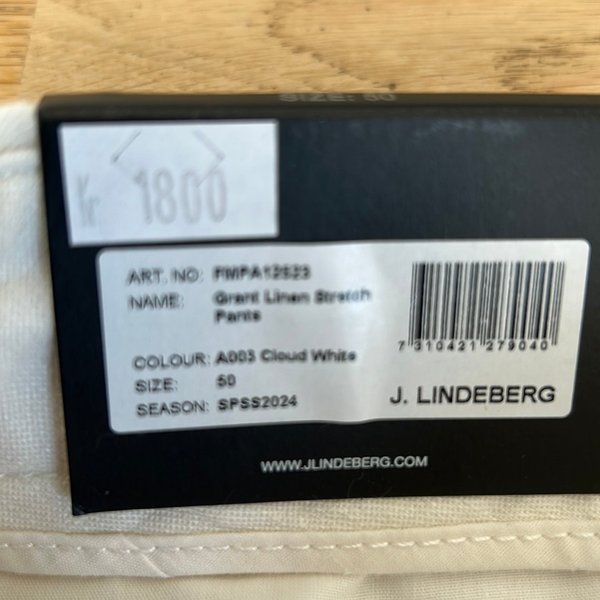 SIZE: 50
Kr 1800
ART. NO: FMPA12523
NAME: Grant Linen Stretch
Pants
COLOUR: A003 Cloud White
SIZE: 50
SEASON: SPSS2024
7 310421 279040
J. LINDEBERG
WWW.JLINDEBERG.COM